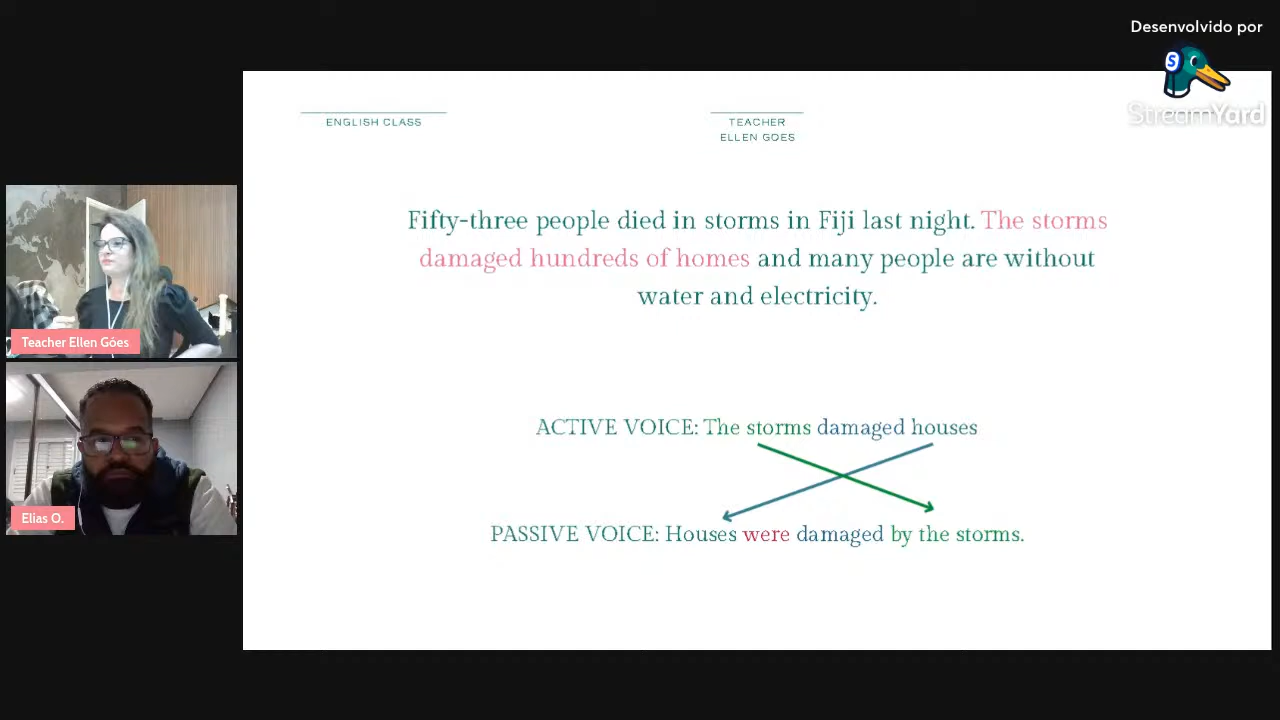 Desenvolvido por
StreamYard
ENGLISH CLASS
TEACHER
ELLEN GOES
Fifty-three people died in storms in Fiji last night. The storms
damaged hundreds of homes and many people are without
water and electricity.
Teacher Ellen Góes
Elias O.
ACTIVE VOICE: The storms damaged houses
PASSIVE VOICE: Houses were damaged by the storms.